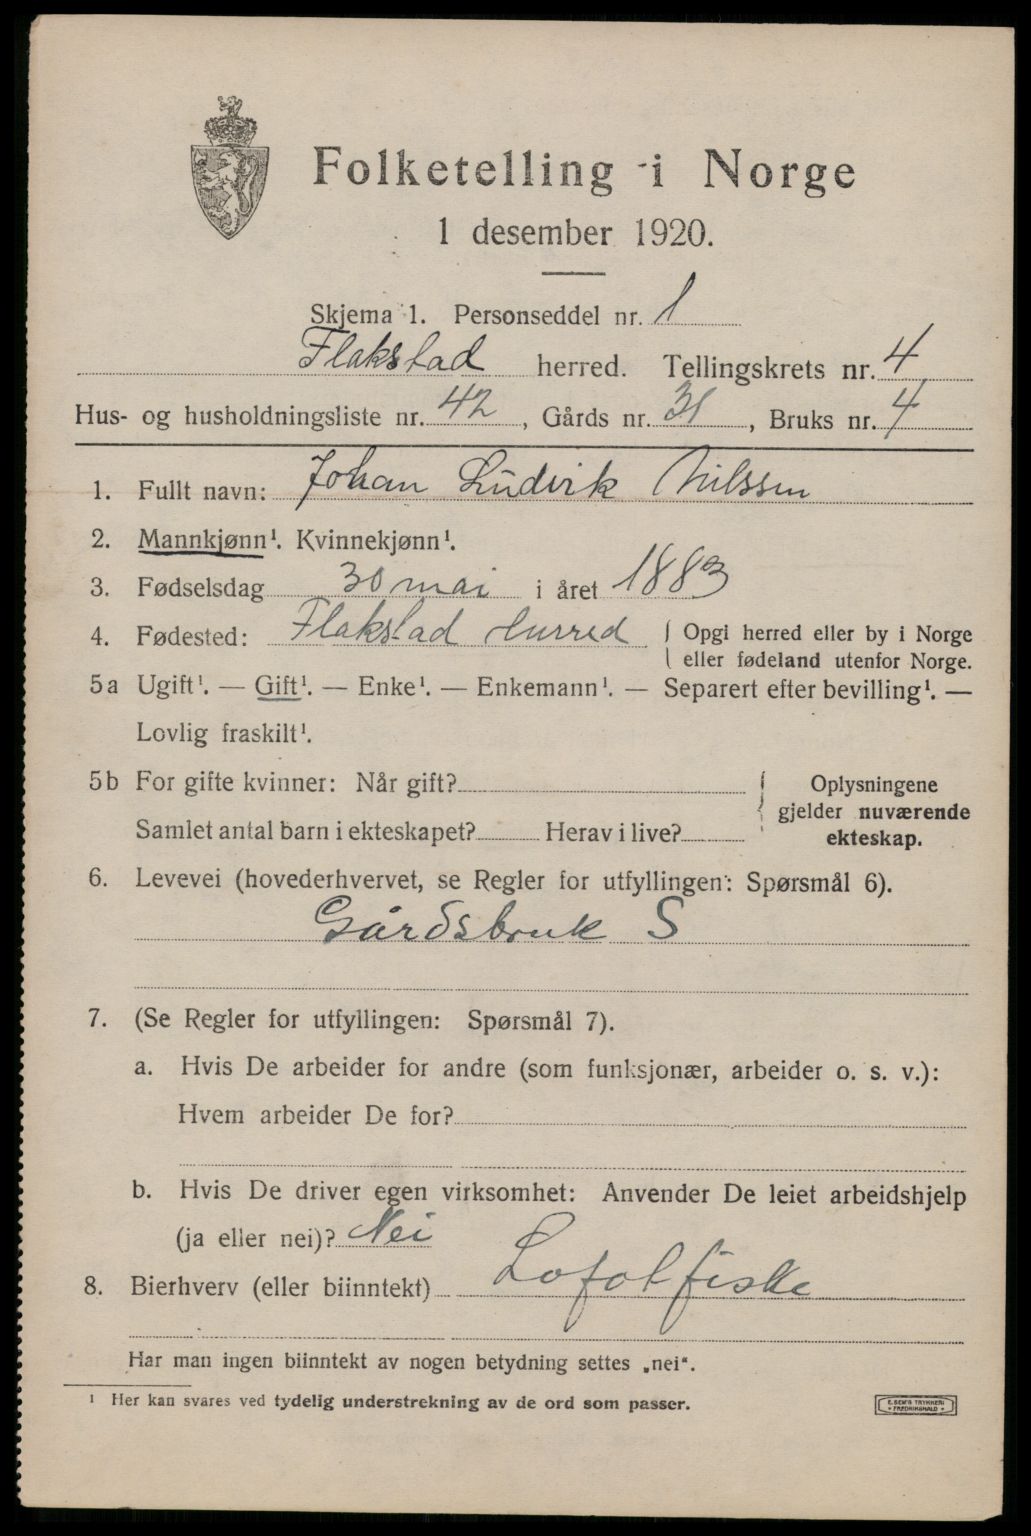 Folketelling i Norge
1 desember 1920.
Skjema 1. Personseddel nr. 1
Flakstad herred. Tellingskrets nr. 4
Hus- og husholdningsliste nr. 42, Gårds nr. 31, Bruks nr. 4
1. Fullt navn: Johan Ludvik Nilssen
2. Mannkjønn¹. Kvinnekjønn¹.
3. Fødselsdag 30 mai i året 1883
4. Fødested: Flakstad herred { Opgi herred eller by i Norge
eller fødeland utenfor Norge.
5a Ugift¹. — Gift¹. — Enke¹. — Enkemann¹. — Separert efter bevilling¹. —
Lovlig fraskilt¹.
5b For gifte kvinner: Når gift? { Oplysningene
gjelder nuværende
Samlet antal barn i ekteskapet? Herav i live? ekteskap.
6. Levevei (hovederhvervet, se Regler for utfyllingen: Spørsmål 6).
Gårdsbruk S
7. (Se Regler for utfyllingen: Spørsmål 7).
a. Hvis De arbeider for andre (som funksjonær, arbeider o. s. v.):
Hvem arbeider De for?
b. Hvis De driver egen virksomhet: Anvender De leiet arbeidshjelp
(ja eller nei)? Nei
8. Bierhverv (eller biinntekt) Lofotfiske
Har man ingen biinntekt av nogen betydning settes „nei“.
¹ Her kan svares ved tydelig understrekning av de ord som passer.
E. SEM'S TRYKKERI
• FREDRIKSHALD •